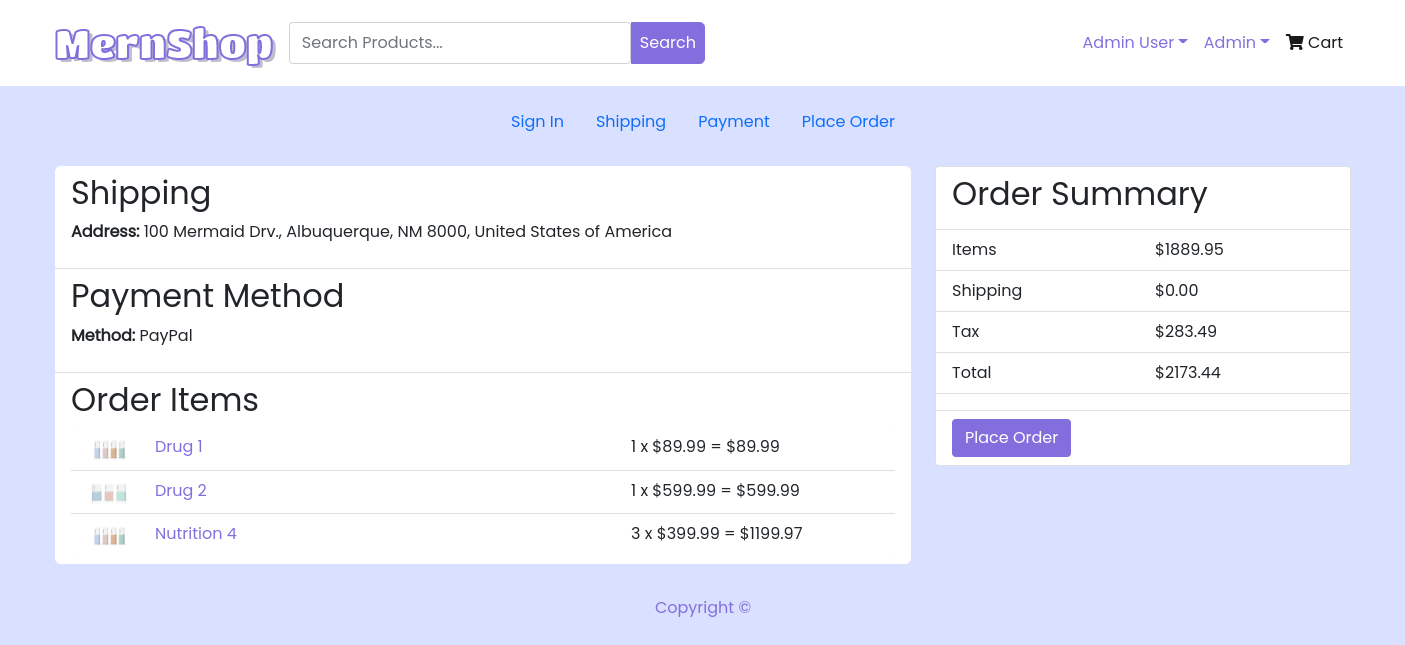 MernShop
Search Products...
Search
Admin User
Admin
Cart
Sign In
Shipping
Payment
Place Order
Shipping
Address: 100 Mermaid Drv., Albuquerque, NM 8000, United States of America
Payment Method
Method: PayPal
Order Items
Drug 1 1 x $89.99 = $89.99
Drug 2 1 x $599.99 = $599.99
Nutrition 4 3 x $399.99 = $1199.97
Order Summary
Items $1889.95
Shipping $0.00
Tax $283.49
Total $2173.44
Place Order
Copyright ©